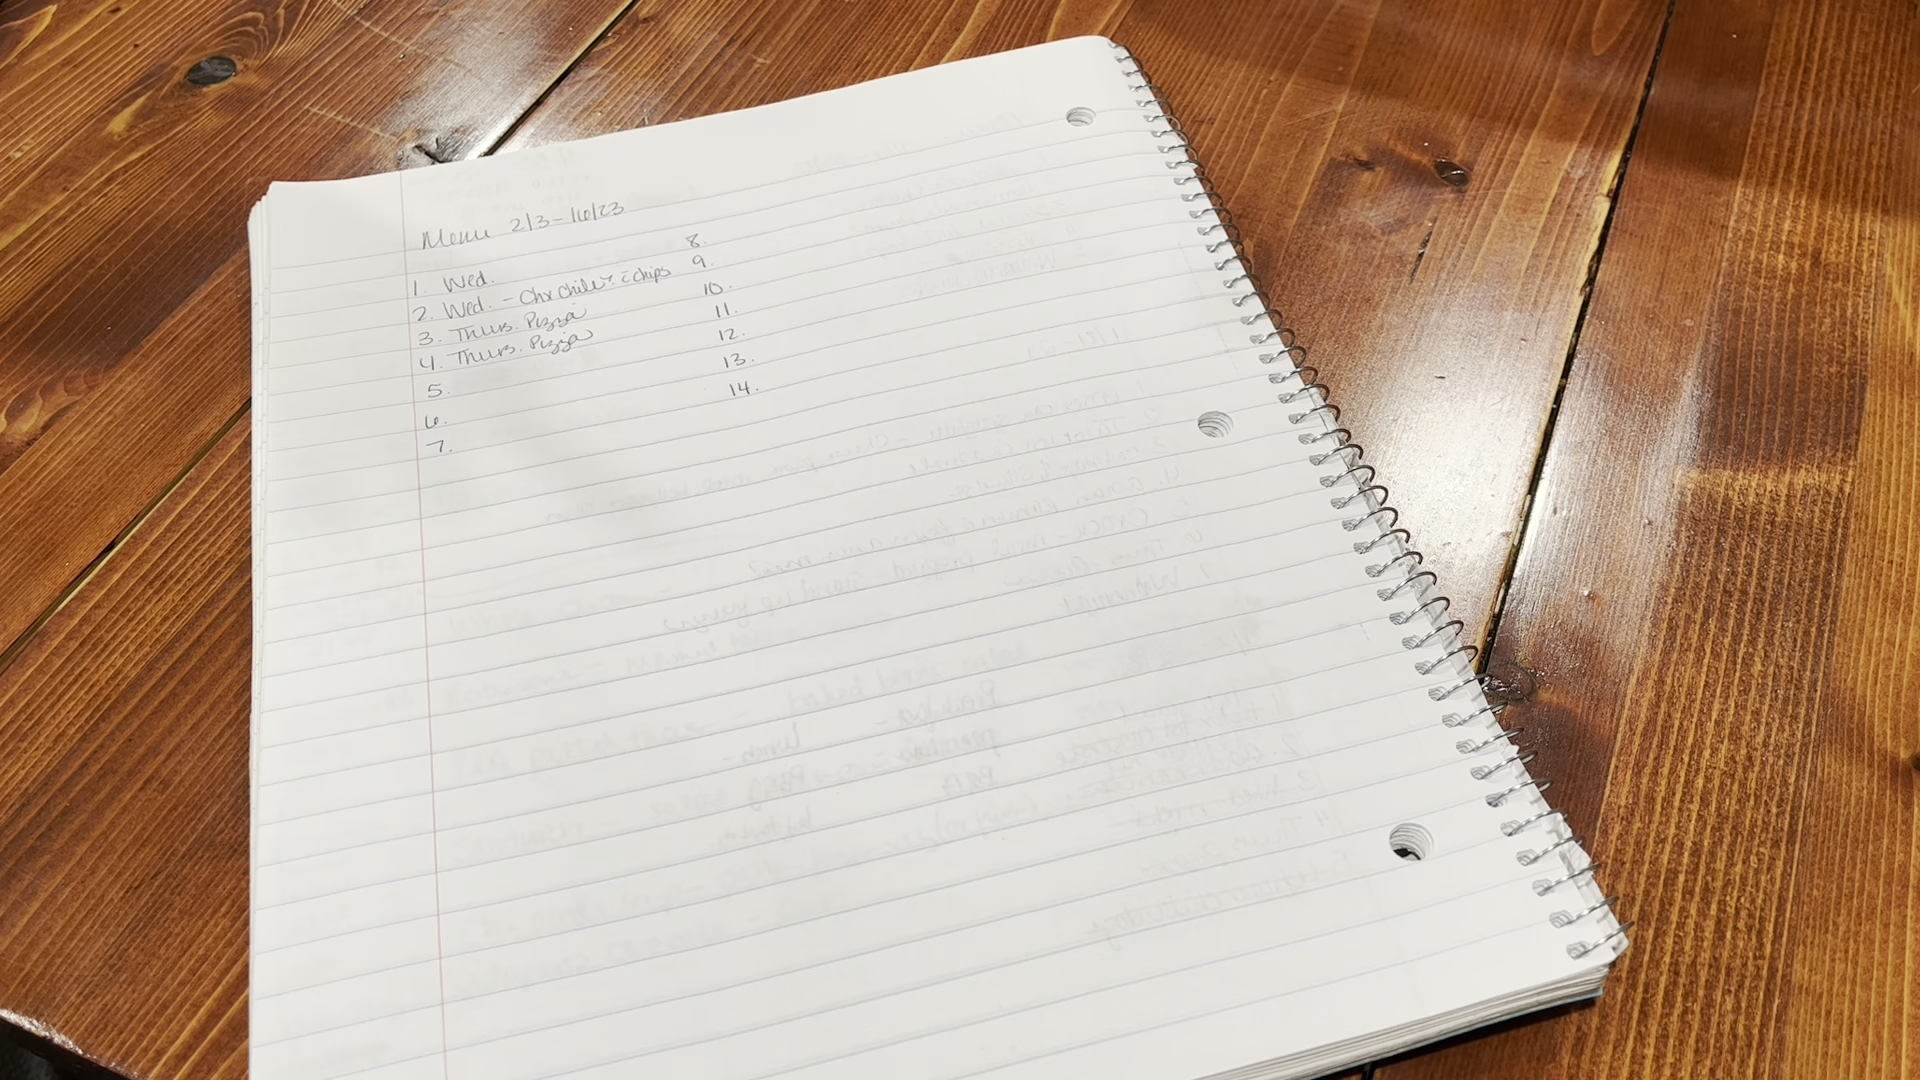 Menu 2/3-16/23
1. Wed.
2. Wed. - Chx Chile c̄ chips
3. Thurs. Pizza
4. Thurs. Pizza
5.
6.
7.
8.
9.
10.
11.
12.
13.
14.